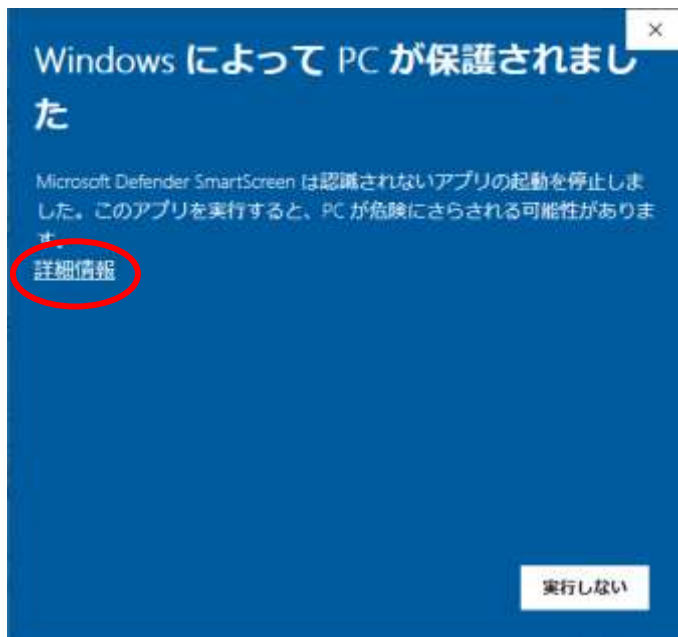 Windows によって PC が保護されまし
た
Microsoft Defender SmartScreen は認識されないアプリの起動を停止しま
した。このアプリを実行すると、PC が危険にさらされる可能性がありま
す。
詳細情報
実行しない